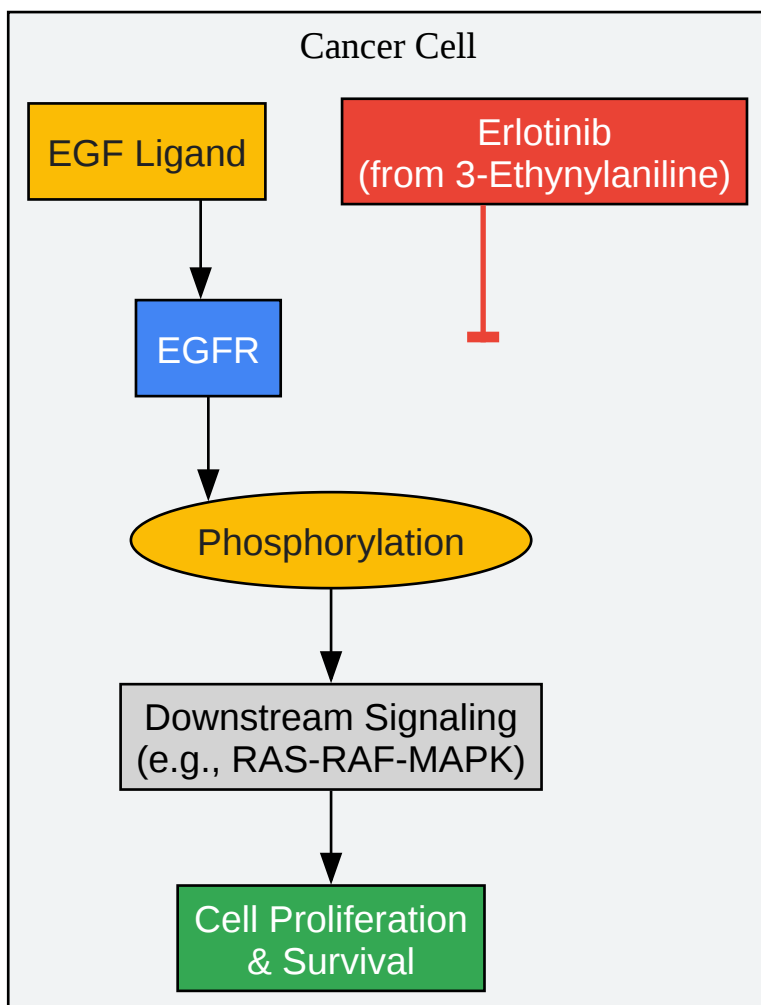 Cancer Cell
EGF Ligand
Erlotinib
(from 3-Ethynylaniline)
EGFR
Phosphorylation
Downstream Signaling
(e.g., RAS-RAF-MAPK)
Cell Proliferation
& Survival